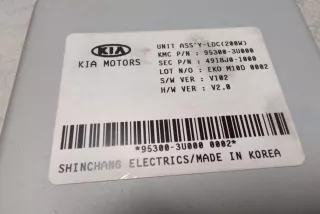 KIA
KIA MOTORS
UNIT ASS'Y-LDC(200W)
KMC P/N : 95300-3U000
SEC P/N : 4918J0-1000
LOT N/O : EKO M10D 0002
S/W VER : V102
H/W VER : V2.0
*95300-3U000 0002*
SHINCHANG ELECTRICS/MADE IN KOREA